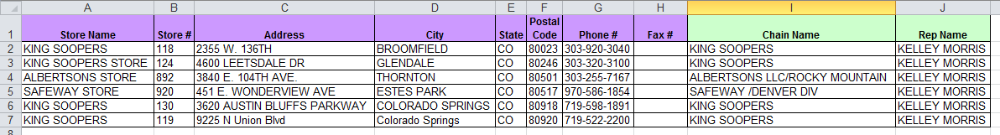 A B C D E F G H I J
1 Store Name Store # Address City State Postal Code Phone # Fax # Chain Name Rep Name
2 KING SOOPERS 118 2355 W. 136TH BROOMFIELD CO 80023 303-920-3040 KING SOOPERS KELLEY MORRIS
3 KING SOOPERS STORE 124 4600 LEETSDALE DR GLENDALE CO 80246 303-320-3100 KING SOOPERS KELLEY MORRIS
4 ALBERTSONS STORE 892 3840 E. 104TH AVE. THORNTON CO 80501 303-255-7167 ALBERTSONS LLC/ROCKY MOUNTAIN KELLEY MORRIS
5 SAFEWAY STORE 920 451 E. WONDERVIEW AVE ESTES PARK CO 80517 970-586-1854 SAFEWAY /DENVER DIV KELLEY MORRIS
6 KING SOOPERS 130 3620 AUSTIN BLUFFS PARKWAY COLORADO SPRINGS CO 80918 719-598-1891 KING SOOPERS KELLEY MORRIS
7 KING SOOPERS 119 9225 N Union Blvd Colorado Springs CO 80920 719-522-2200 KING SOOPERS KELLEY MORRIS
8